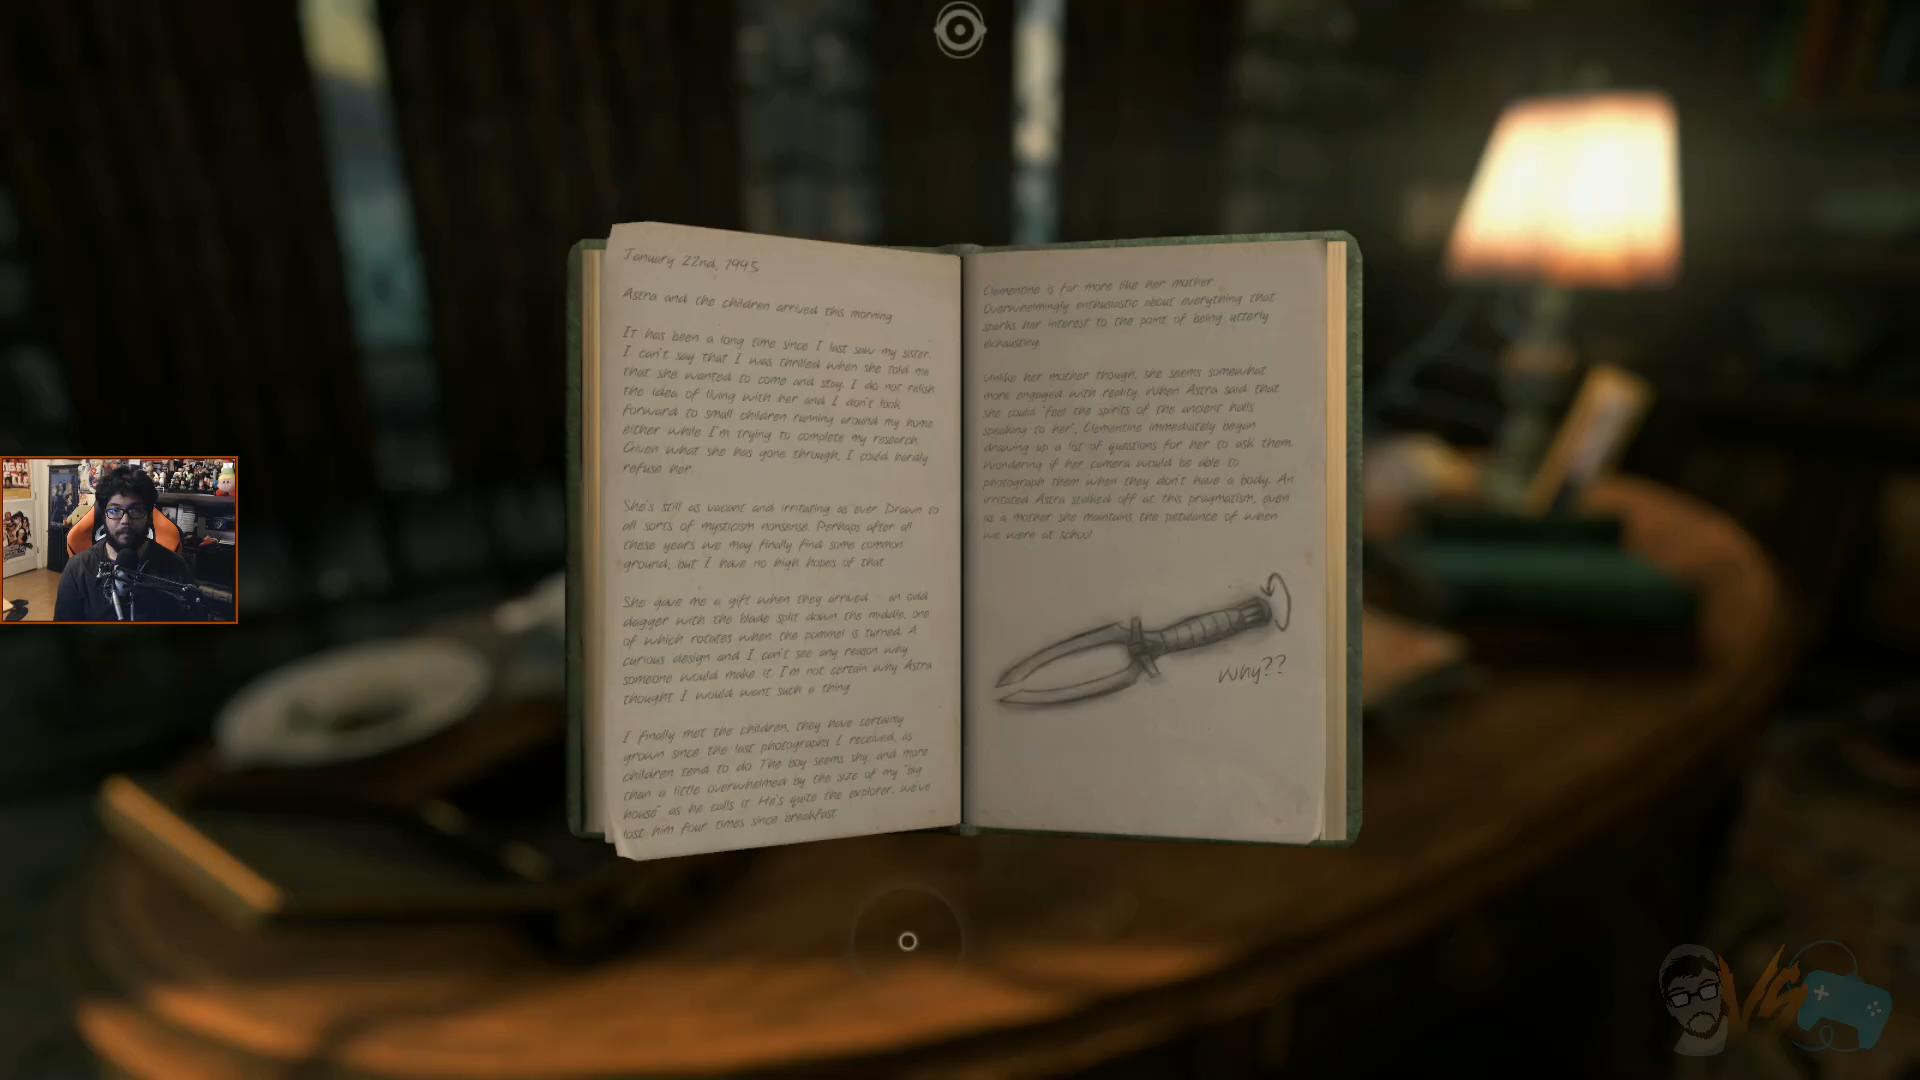 January 22nd, 1995
Astra and the children arrived this morning
It has been a long time since I last saw my sister.
I can't say that I was thrilled when she told me
that she wanted to come and stay. I do not relish
the idea of living with her and I don't look
forward to small children running around my home
either while I'm trying to complete my research.
Given what she has gone through, I could hardly
refuse her.
She's still as vacant and irritating as ever. Drawn to
all sorts of mysticism nonsense. Perhaps after all
these years we may finally find some common
ground, but I have no high hopes of that
She gave me a gift when they arrived - an odd
dagger with the blade split down the middle, one
of which rotates when the pommel is turned. A
curious design and I can't see any reason why
someone would make it. I'm not certain why Astra
thought I would want such a thing
I finally met the children, they have certainly
grown since the last photographs I received, as
children tend to do. The boy seems shy, and more
than a little overwhelmed by the size of my "big
house" as he calls it. He's quite the explorer, we've
lost him four times since breakfast
Clementine is far more like her mother.
Overwhelmingly enthusiastic about everything that
sparks her interest to the point of being utterly
exhausting.
Unlike her mother though, she seems somewhat
more engaged with reality. When Astra said that
she could "feel the spirits of the ancient halls
speaking to her", Clementine immediately began
drawing up a list of questions for her to ask them.
Wondering if her camera would be able to
photograph them when they don't have a body. An
irritated Astra stalked off at this pragmatism, even
as a mother she maintains the petulance of when
we were at school
Why??
VS